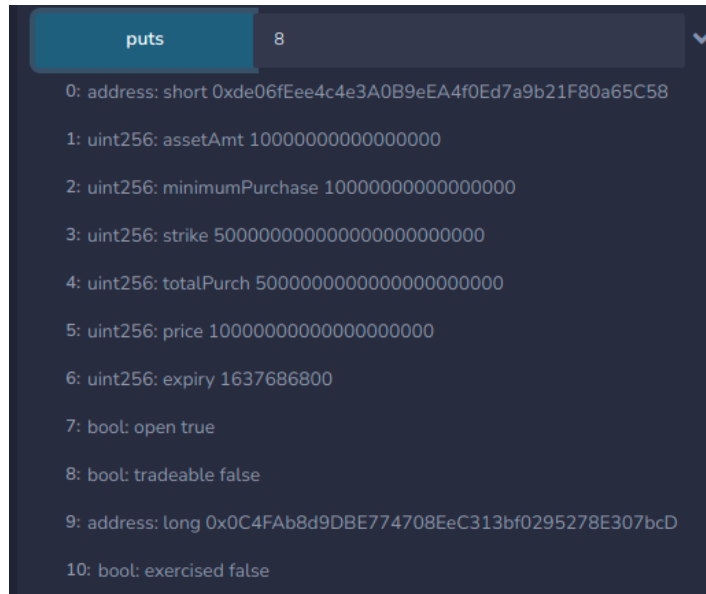 puts 8
0: address: short 0xde06fEee4c4e3A0B9eEA4f0Ed7a9b21F80a65C58
1: uint256: assetAmt 10000000000000000
2: uint256: minimumPurchase 10000000000000000
3: uint256: strike 500000000000000000000000
4: uint256: totalPurch 5000000000000000000000
5: uint256: price 10000000000000000000
6: uint256: expiry 1637686800
7: bool: open true
8: bool: tradeable false
9: address: long 0x0C4FAb8d9DBE774708EeC313bf0295278E307bcD
10: bool: exercised false